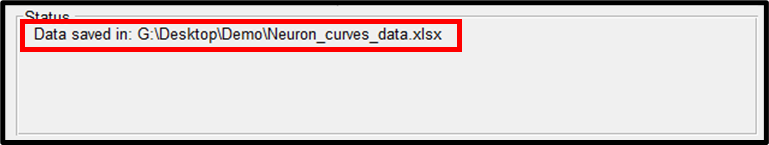 Status
Data saved in: G:\Desktop\Demo\Neuron_curves_data.xlsx